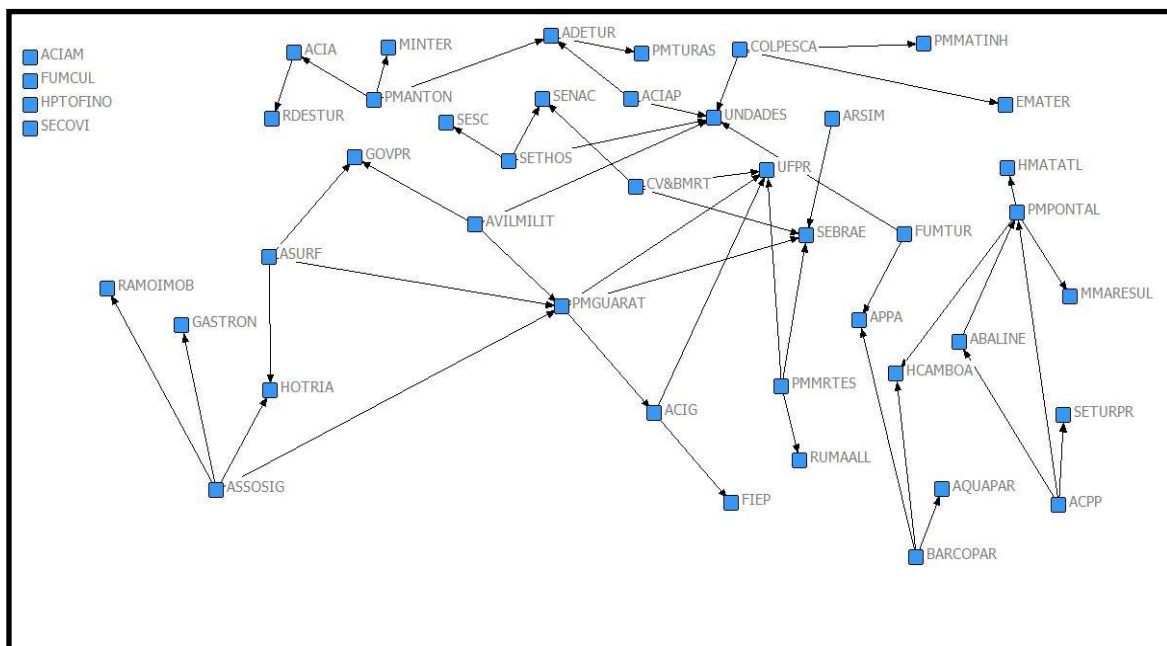 ACIAM
FUMCUL
HPTOFINO
SECOVI
ACIA
MINTER
ADETUR
PMTURAS
COLPESCA
PMMATINH
PMANTON
RDESTUR
SENAC
ACIAP
UNDADES
ARSIM
EMATER
SESC
SETHOS
GOVPR
CV&BMRT
UFPR
HMATATL
AVILMILIT
SEBRAE
FUMTUR
PMPONTAL
ASURF
RAMOIMOB
GASTRON
PMGUARAT
APPA
MMARESUL
ABALINE
HOTRIA
HCAMBOA
PMMRTES
ACIG
SETURPR
RUMAALL
ASSOSIG
FIEP
AQUAPAR
ACPP
BARCOPAR